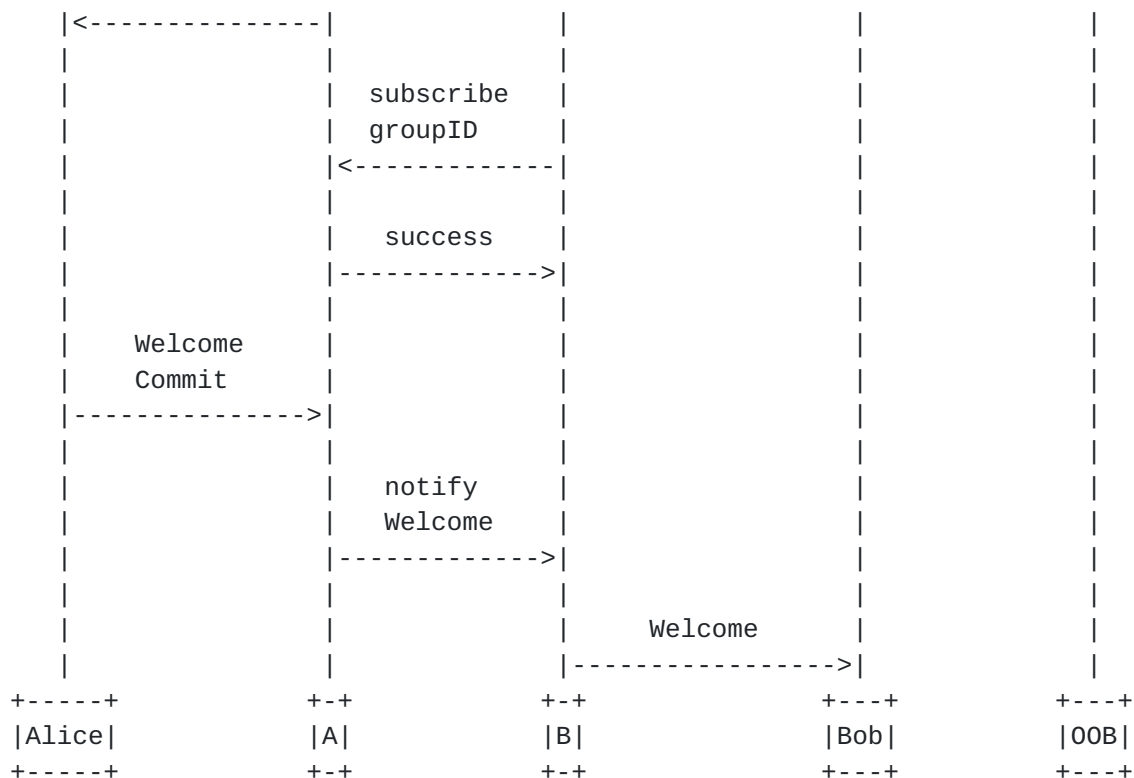 subscribe
groupID
success
Welcome
Commit
notify
Welcome
Welcome
Alice A B Bob OOB